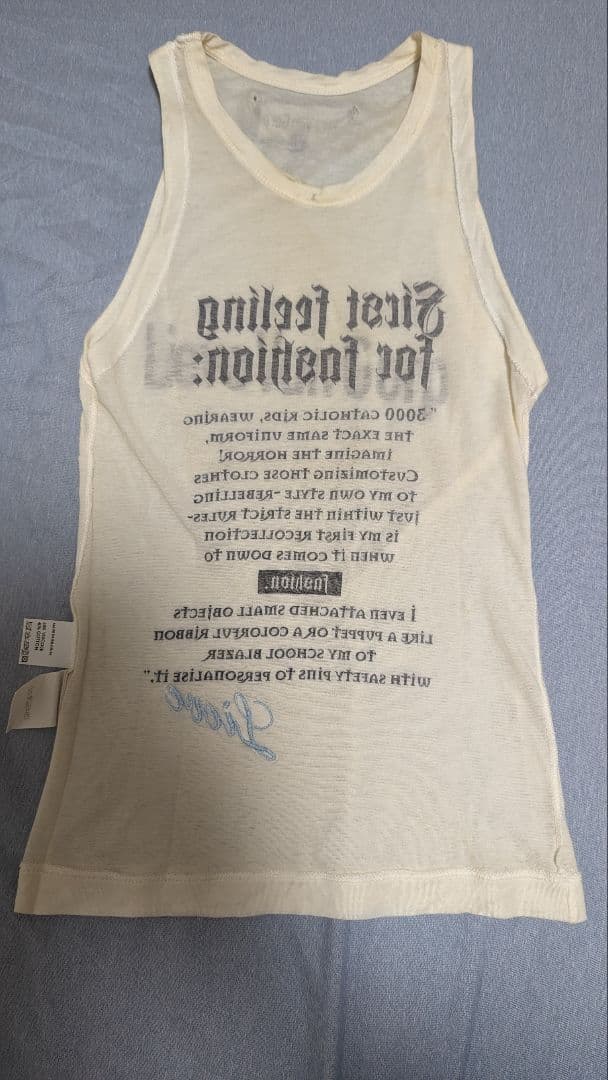 First feeling
for fashion:
"3000 CATHOLIC KIDS, WEARING
THE EXACT SAME UNIFORM,
IMAGINE THE HORROR!
CUSTOMIZING THOSE CLOTHES
TO MY OWN STYLE -REBELLING
JUST WITHIN THE STRICT RULES-
IS MY FIRST RECOLLECTION
WHEN IT COMES DOWN TO
fashion.
I EVEN ATTACHED SMALL OBJECTS
LIKE A PUPPET OR A COLORFUL RIBBON
TO MY SCHOOL BLAZER
WITH SAFETY PINS TO PERSONALISE IT."
Lieve